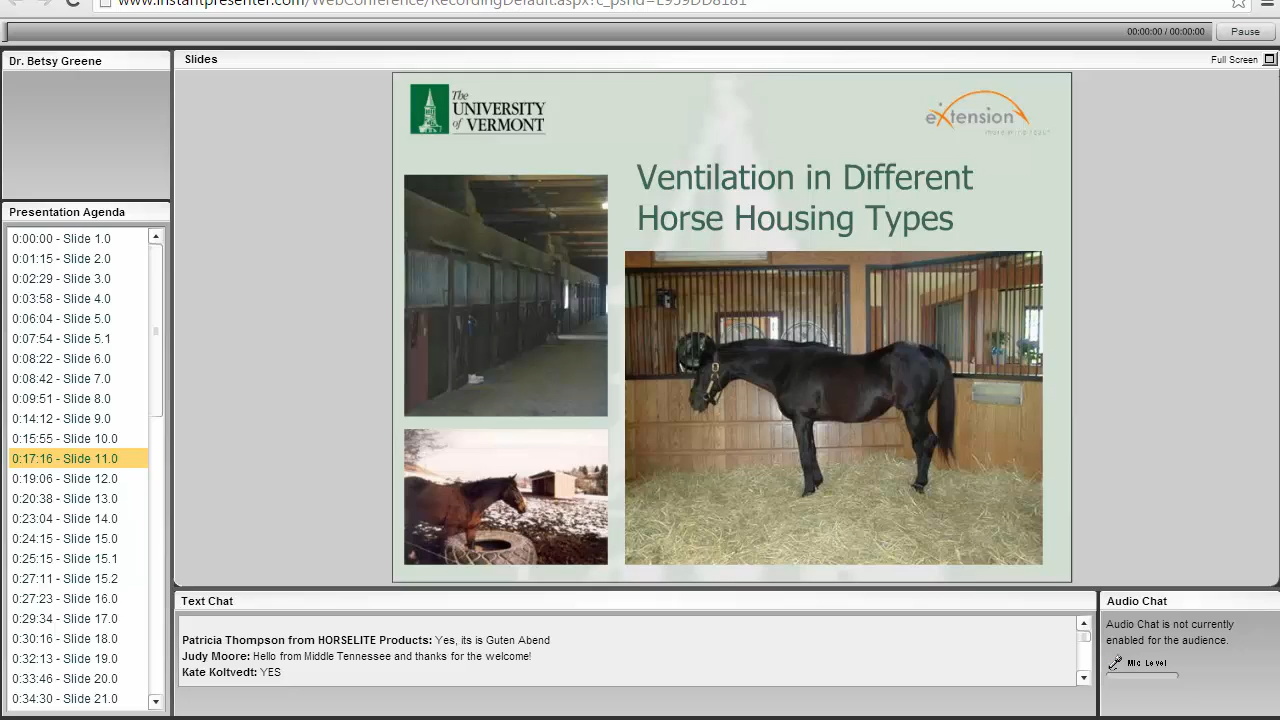 www.instantpresenter.com/WebConference/RecordingDefault.aspx?c_psrid=E959DD8181
00:00:00 / 00:00:00
Pause
Dr. Betsy Greene
Slides
Full Screen
The
UNIVERSITY
of VERMONT
eXtension
Ventilation in Different
Horse Housing Types
Presentation Agenda
0:00:00 - Slide 1.0
0:01:15 - Slide 2.0
0:02:29 - Slide 3.0
0:03:58 - Slide 4.0
0:06:04 - Slide 5.0
0:07:54 - Slide 5.1
0:08:22 - Slide 6.0
0:08:42 - Slide 7.0
0:09:51 - Slide 8.0
0:14:12 - Slide 9.0
0:15:55 - Slide 10.0
0:17:16 - Slide 11.0
0:19:06 - Slide 12.0
0:20:38 - Slide 13.0
0:23:04 - Slide 14.0
0:24:15 - Slide 15.0
0:25:15 - Slide 15.1
0:27:11 - Slide 15.2
0:27:23 - Slide 16.0
0:29:34 - Slide 17.0
0:30:16 - Slide 18.0
0:32:13 - Slide 19.0
0:33:46 - Slide 20.0
0:34:30 - Slide 21.0
Text Chat
Patricia Thompson from HORSELITE Products: Yes, its is Guten Abend
Judy Moore: Hello from Middle Tennessee and thanks for the welcome!
Kate Koltvedt: YES
Audio Chat
Audio Chat is not currently
enabled for the audience.
Mic Level